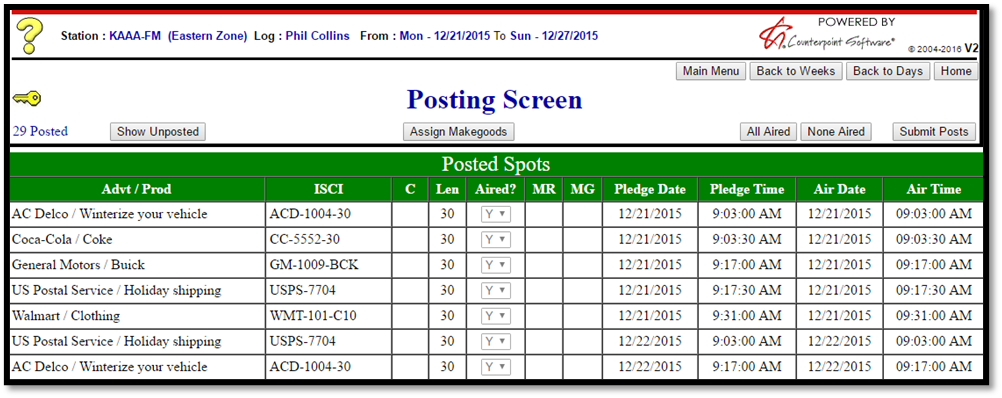 Station : KAAA-FM (Eastern Zone) Log : Phil Collins From : Mon - 12/21/2015 To Sun - 12/27/2015
POWERED BY
Counterpoint Software®
© 2004-2016 V2
Main Menu Back to Weeks Back to Days Home
Posting Screen
29 Posted Show Unposted Assign Makegoods All Aired None Aired Submit Posts
Posted Spots
Advt / Prod ISCI C Len Aired? MR MG Pledge Date Pledge Time Air Date Air Time
AC Delco / Winterize your vehicle ACD-1004-30 30 Y 12/21/2015 9:03:00 AM 12/21/2015 09:03:00 AM
Coca-Cola / Coke CC-5552-30 30 Y 12/21/2015 9:03:30 AM 12/21/2015 09:03:30 AM
General Motors / Buick GM-1009-BCK 30 Y 12/21/2015 9:17:00 AM 12/21/2015 09:17:00 AM
US Postal Service / Holiday shipping USPS-7704 30 Y 12/21/2015 9:17:30 AM 12/21/2015 09:17:30 AM
Walmart / Clothing WMT-101-C10 30 Y 12/21/2015 9:31:00 AM 12/21/2015 09:31:00 AM
US Postal Service / Holiday shipping USPS-7704 30 Y 12/22/2015 9:03:00 AM 12/22/2015 09:03:00 AM
AC Delco / Winterize your vehicle ACD-1004-30 30 Y 12/22/2015 9:17:00 AM 12/22/2015 09:17:00 AM